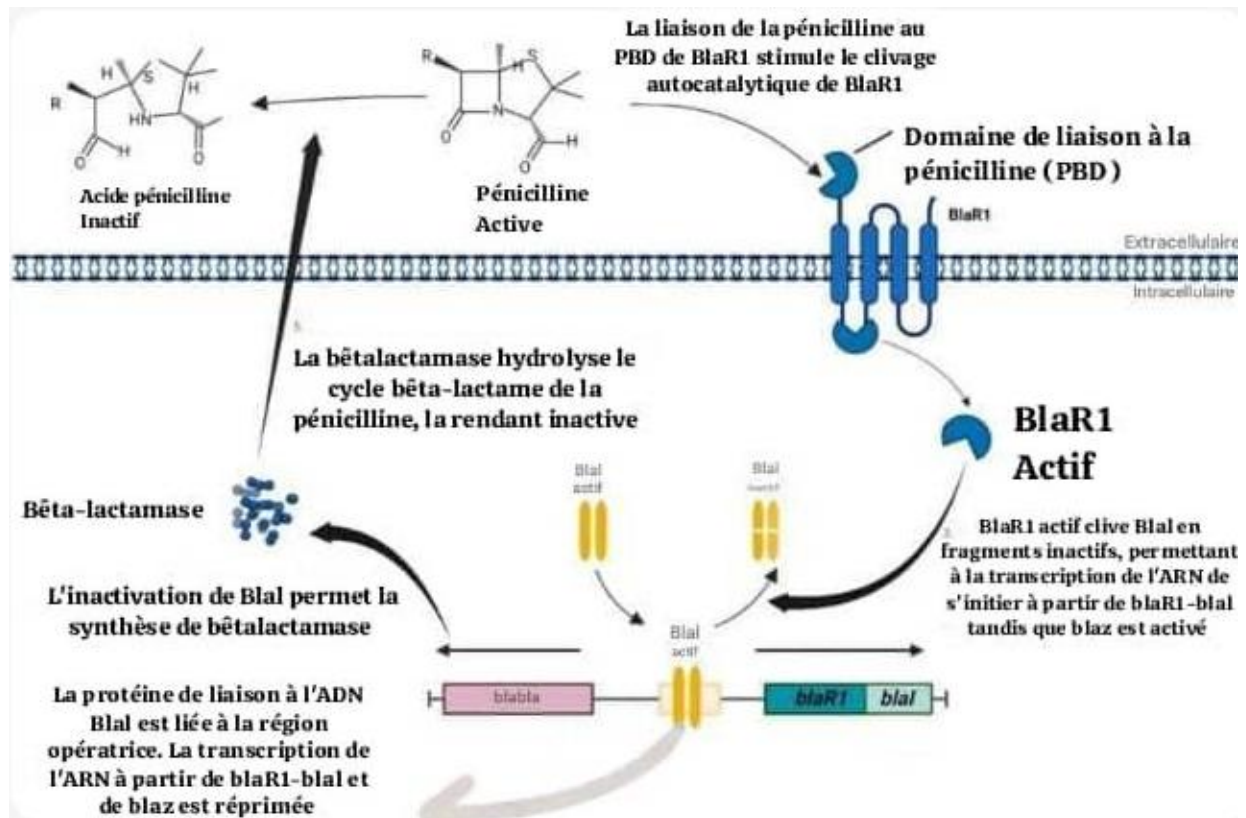 La liaison de la pénicilline au
PBD de BlaR1 stimule le clivage
autocatalytique de BlaR1
H
S
H
R
HN
H
O
O
R
H
S
N
O
H
O
Acide pénicilline
Inactif
Pénicilline
Active
Domaine de liaison à la
pénicilline (PBD)
BlaR1
Extracellulaire
Intracellulaire
La bêtalactamase hydrolyse le
cycle bêta-lactame de la
pénicilline, la rendant inactive
BlaR1
Actif
Bêta-lactamase
BlaI
actif
BlaI
BlaR1 actif clive BlaI en
fragments inactifs, permettant
à la transcription de l'ARN de
s'initier à partir de blaR1-blaI
tandis que blaz est activé
L'inactivation de BlaI permet la
synthèse de bêtalactamase
BlaI
actif
blabla
blaR1
blaI
La protéine de liaison à l'ADN
BlaI est liée à la région
opératrice. La transcription de
l'ARN à partir de blaR1-blaI et
de blaz est réprimée